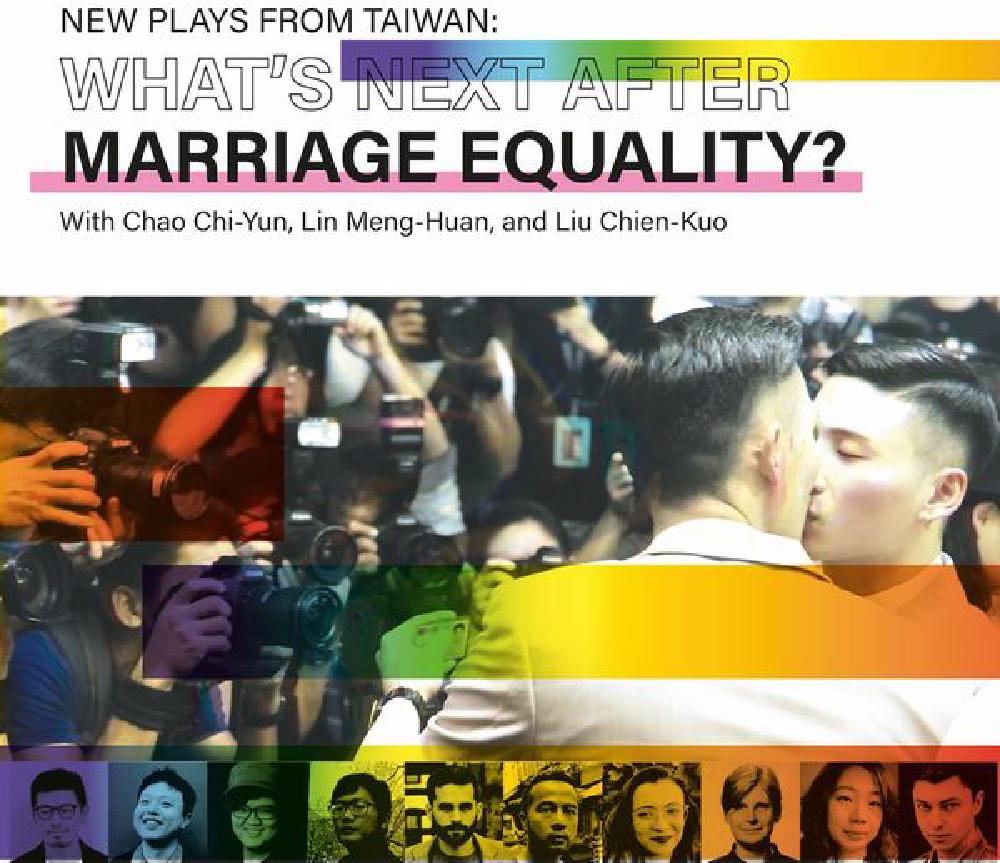 NEW PLAYS FROM TAIWAN:
WHAT'S NEXT AFTER
MARRIAGE EQUALITY?
With Chao Chi-Yun, Lin Meng-Huan, and Liu Chien-Kuo